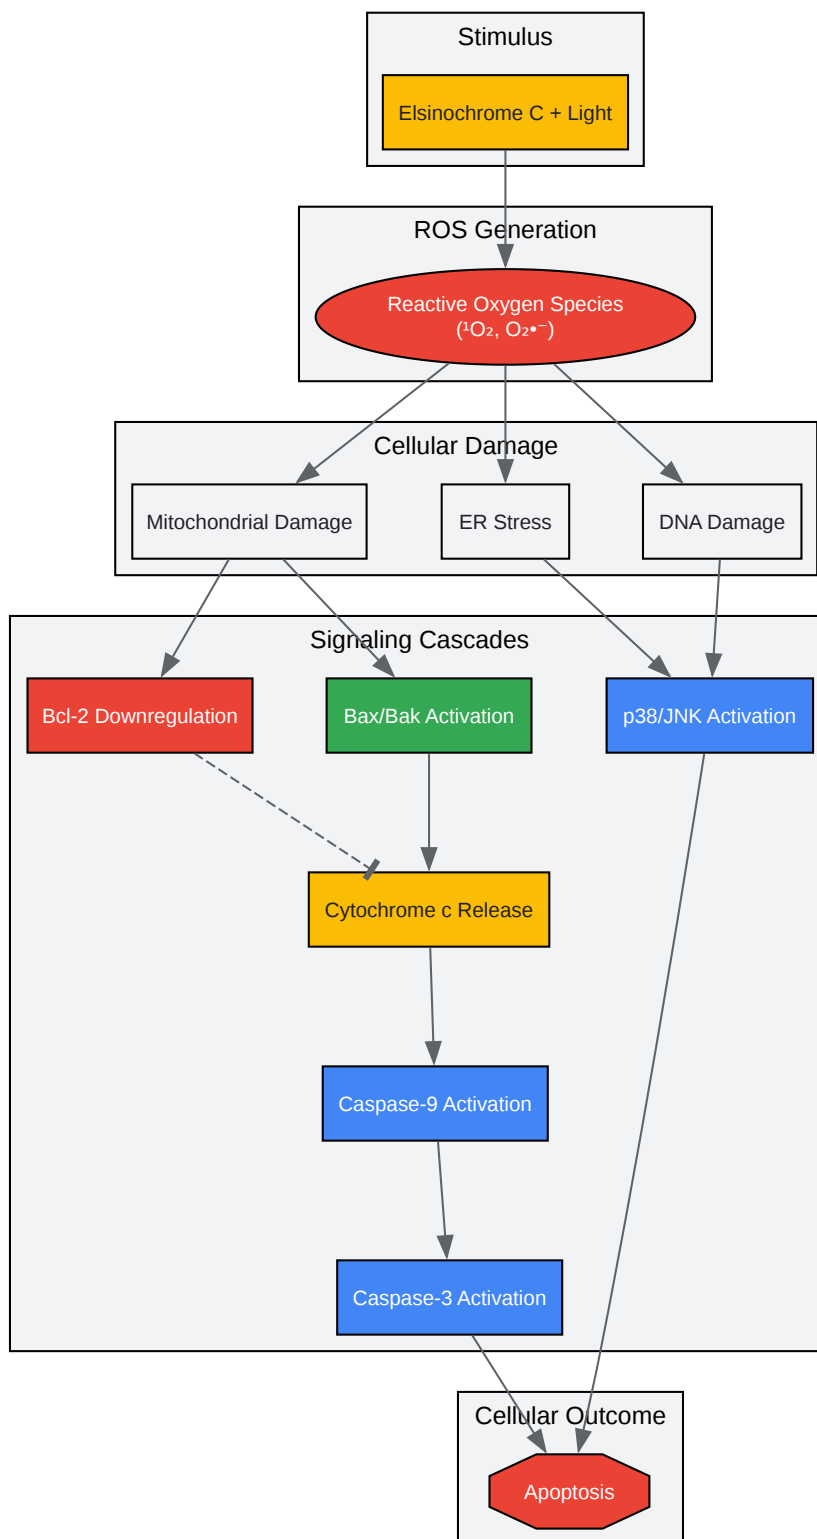 Stimulus
Elsinochrome C + Light
ROS Generation
Reactive Oxygen Species
(¹O₂, O₂•⁻)
Cellular Damage
Mitochondrial Damage
ER Stress
DNA Damage
Signaling Cascades
Bcl-2 Downregulation
Bax/Bak Activation
p38/JNK Activation
Cytochrome c Release
Caspase-9 Activation
Caspase-3 Activation
Cellular Outcome
Apoptosis